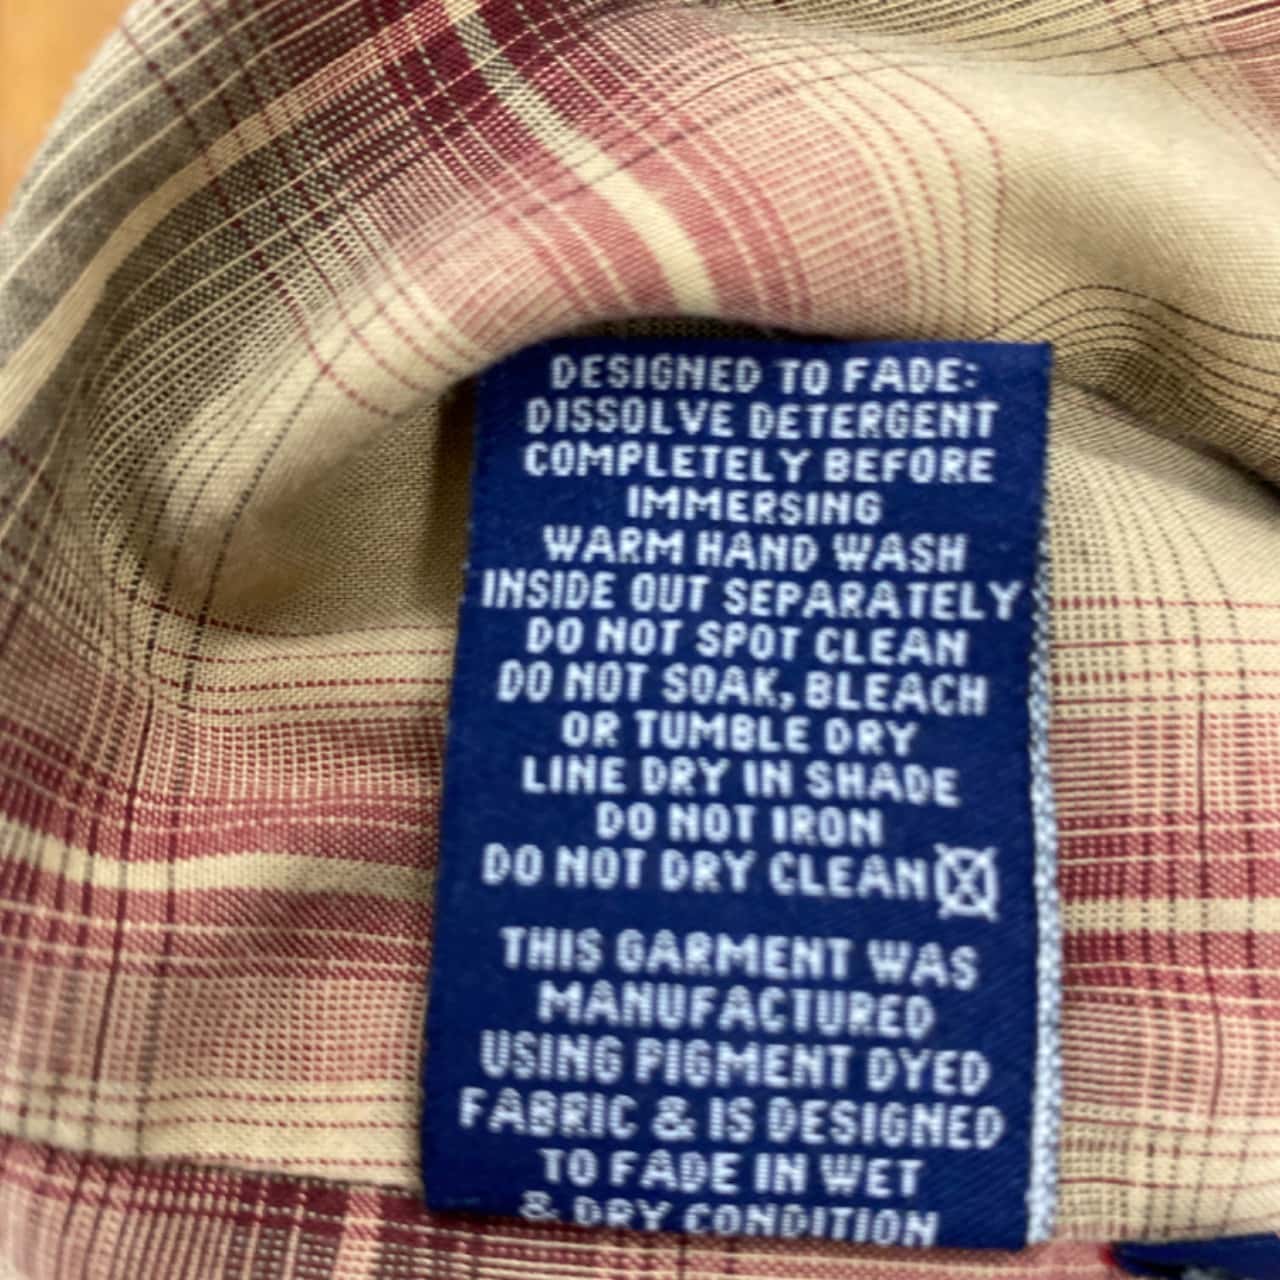 DESIGNED TO FADE:
DISSOLVE DETERGENT
COMPLETELY BEFORE
IMMERSING
WARM HAND WASH
INSIDE OUT SEPARATELY
DO NOT SPOT CLEAN
DO NOT SOAK, BLEACH
OR TUMBLE DRY
LINE DRY IN SHADE
DO NOT IRON
DO NOT DRY CLEAN
THIS GARMENT WAS
MANUFACTURED
USING PIGMENT DYED
FABRIC & IS DESIGNED
TO FADE IN WET
& DRY CONDITION